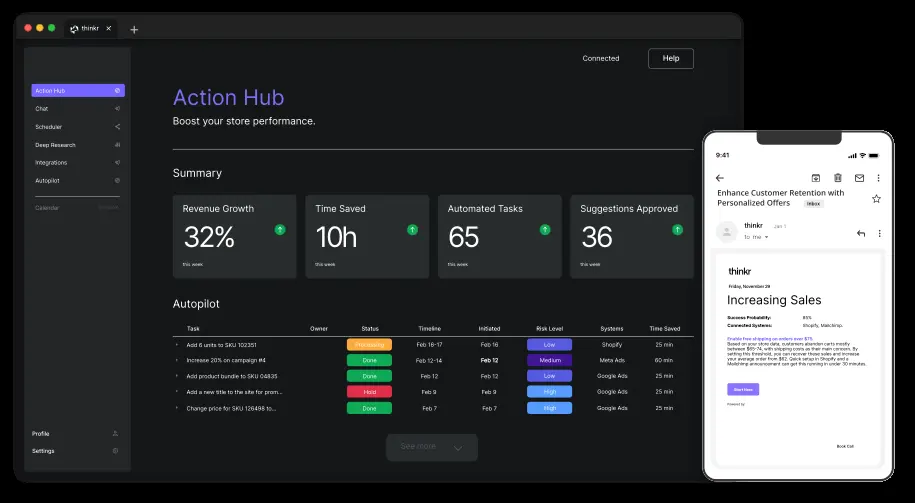 thinkr
Connected
Help
Action Hub
Chat
Scheduler
Deep Research
Integrations
Autopilot
Calendar
Profile
Settings
Action Hub
Boost your store performance.
Summary
Revenue Growth
32%
this week
Time Saved
10h
this week
Automated Tasks
65
this week
Suggestions Approved
36
this week
Autopilot
Task Owner Status Timeline Initiated Risk Level Systems Time Saved
Add 6 units to SKU 102351 Processing Feb 16-17 Feb 16 Low Shopify 25 min
Increase 20% on campaign #4 Done Feb 12-14 Feb 12 Medium Meta Ads 60 min
Add product bundle to SKU 04835 Done Feb 12 Feb 12 Low Google Ads 25 min
Add a new title to the site for prom... Hold Feb 9 Feb 9 High Google Ads 25 min
Change price for SKU 126498 to... Done Feb 7 Feb 7 High Google Ads 25 min
See more
9:41
Enhance Customer Retention with
Personalized Offers Inbox
thinkr Jan 1
to me
thinkr
Friday, November 29
Increasing Sales
Success Probability: 85%
Connected Systems: Shopify, Mailchimp.
Enable free shipping on orders over $75.
Based on your store data, customers abandon carts mostly
between $65-74, with shipping costs as their main concern. By
setting this threshold, you can recover these sales and increase
your average order from $62. Quick setup in Shopify and a
Mailchimp announcement can get this running in under 30 minutes.
Start Now
Powered by
Book Call